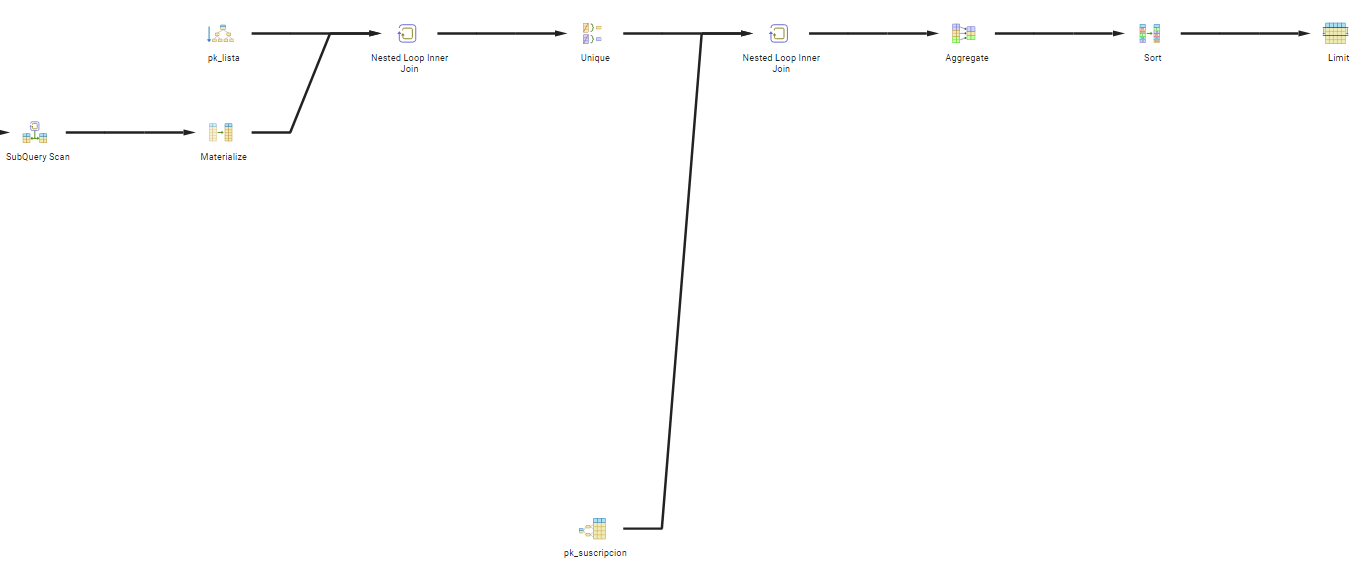 pk_lista
Nested Loop Inner
Join
Unique
Nested Loop Inner
Join
Aggregate
Sort
Limit
SubQuery Scan
Materialize
pk_suscripcion